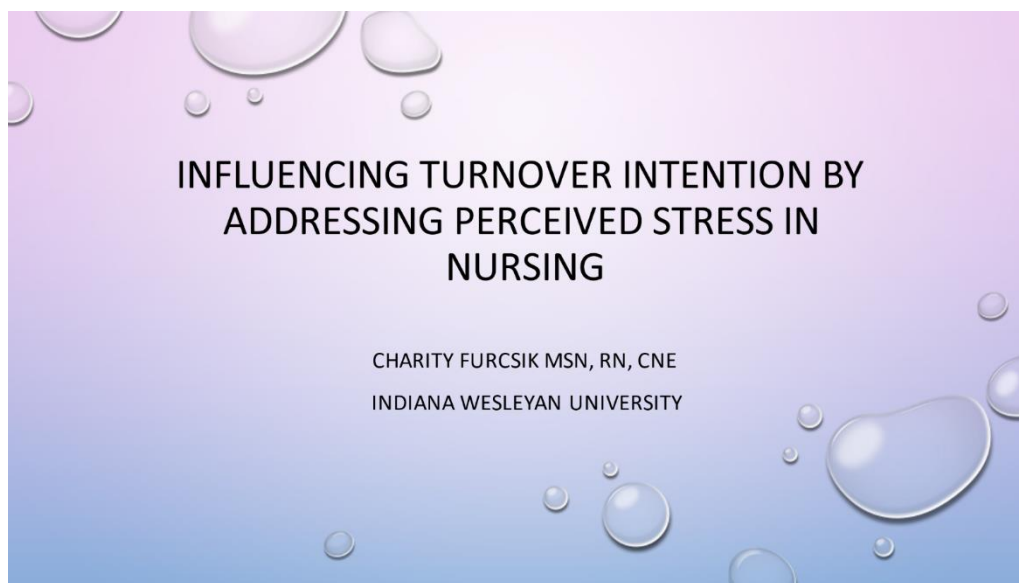 INFLUENCING TURNOVER INTENTION BY
ADDRESSING PERCEIVED STRESS IN
NURSING
CHARITY FURCSIK MSN, RN, CNE
INDIANA WESLEYAN UNIVERSITY